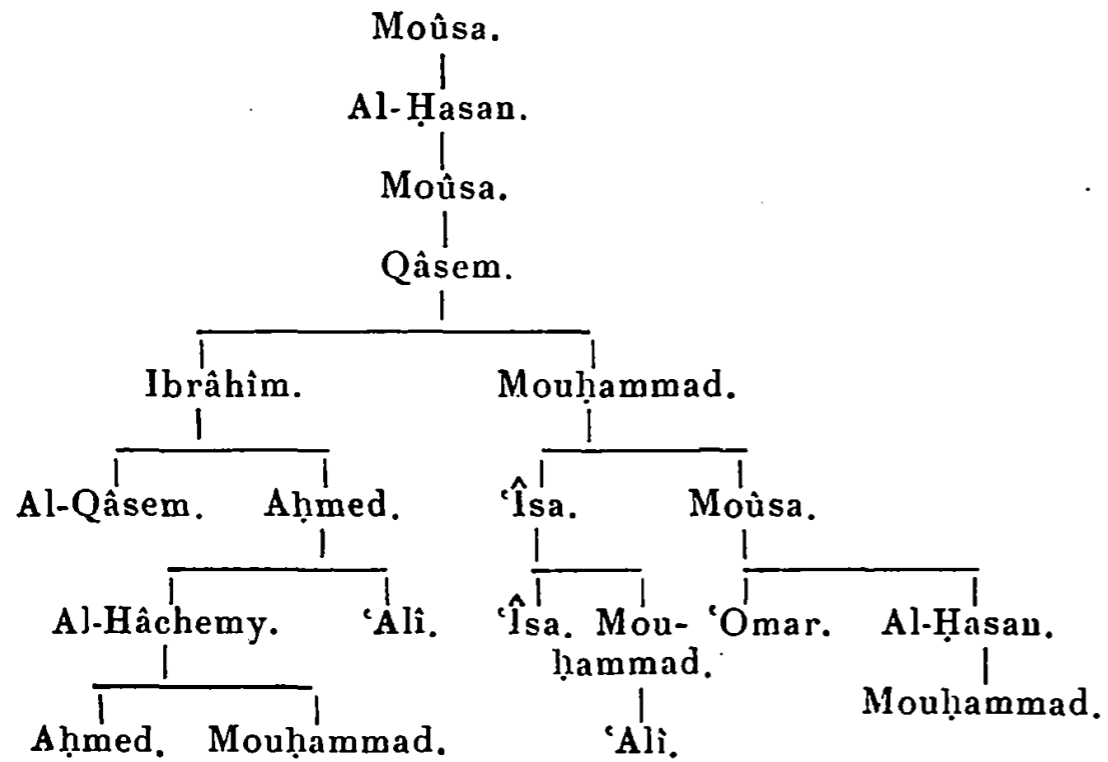 Moûsa.
Al-Ḥasan.
Moûsa.
Qâsem.
Ibrâhîm. Mouḥammad.
Al-Qâsem. Aḥmed. ʿÎsa. Moûsa.
Al-Hâchemy. ʿAlî. ʿÎsa. Mou- ʿOmar. Al-Ḥasan.
ḥammad.
Mouḥammad.
Aḥmed. Mouḥammad. ʿAlî.